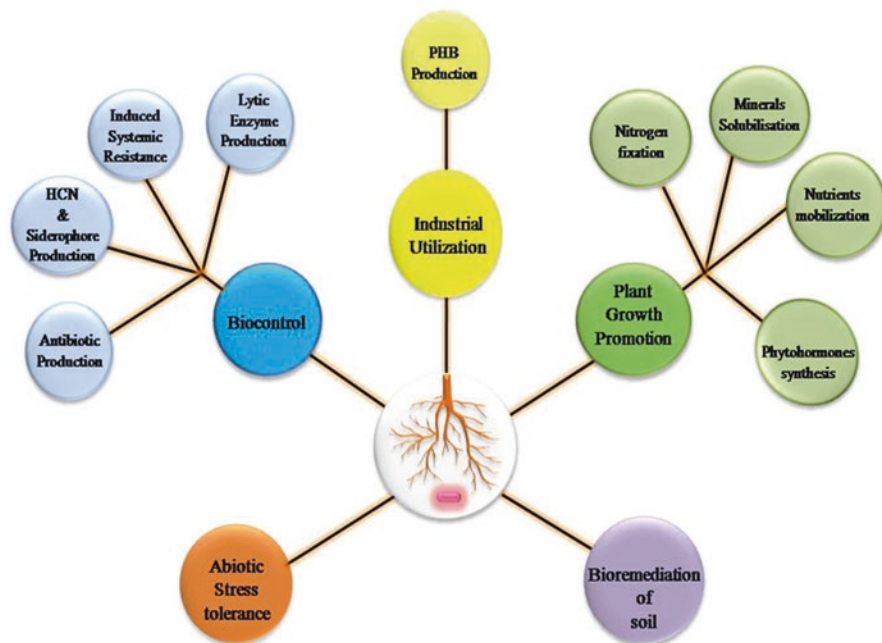 PHB
Production
Induced
Systemic
Resistance
Lytic
Enzyme
Production
HCN
&
Siderophore
Production
Antibiotic
Production
Biocontrol
Industrial
Utilization
Nitrogen
fixation
Minerals
Solubilisation
Nutrients
mobilization
Phytohormones
synthesis
Plant
Growth
Promotion
Abiotic
Stress
tolerance
Bioremediation
of
soil